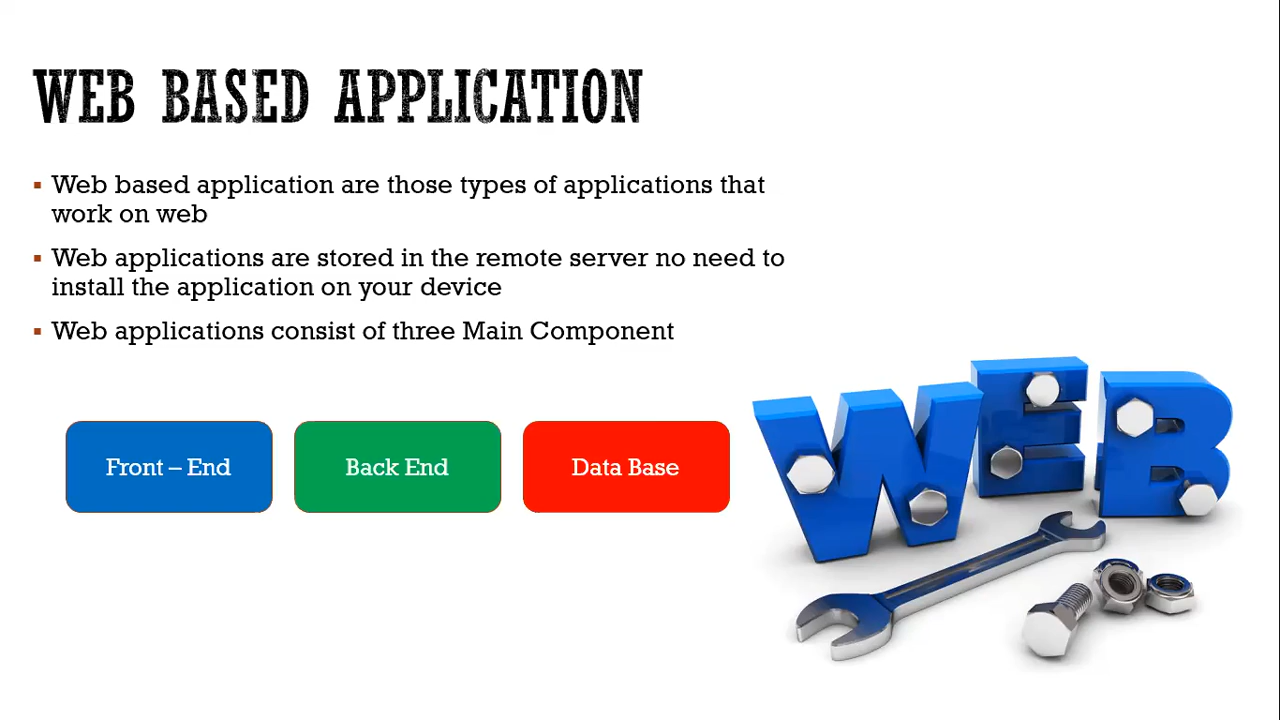 WEB BASED APPLICATION
▪ Web based application are those types of applications that
work on web
▪ Web applications are stored in the remote server no need to
install the application on your device
▪ Web applications consist of three Main Component
Front – End
Back End
Data Base
WEB